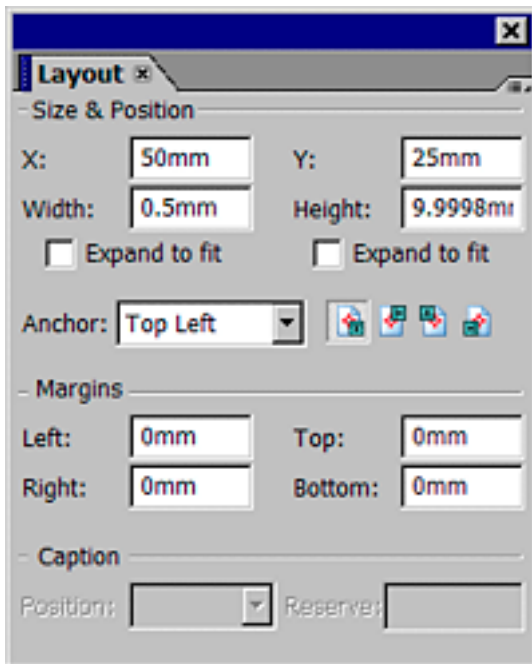 Layout
Size & Position
X: 50mm Y: 25mm
Width: 0.5mm Height: 9.9998m
Expand to fit Expand to fit
Anchor: Top Left
Margins
Left: 0mm Top: 0mm
Right: 0mm Bottom: 0mm
Caption
Position: Reserve: